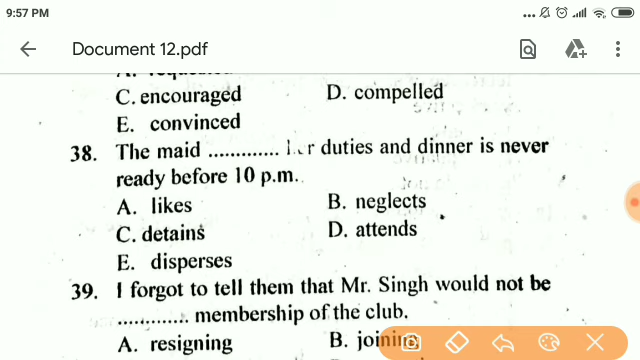 9:57 PM
Document 12.pdf
C. encouraged D. compelled
E. convinced
38. The maid ............. her duties and dinner is never
ready before 10 p.m..
A. likes B. neglects
C. detains D. attends
E. disperses
39. I forgot to tell them that Mr. Singh would not be
............. membership of the club.
A. resigning B. joining